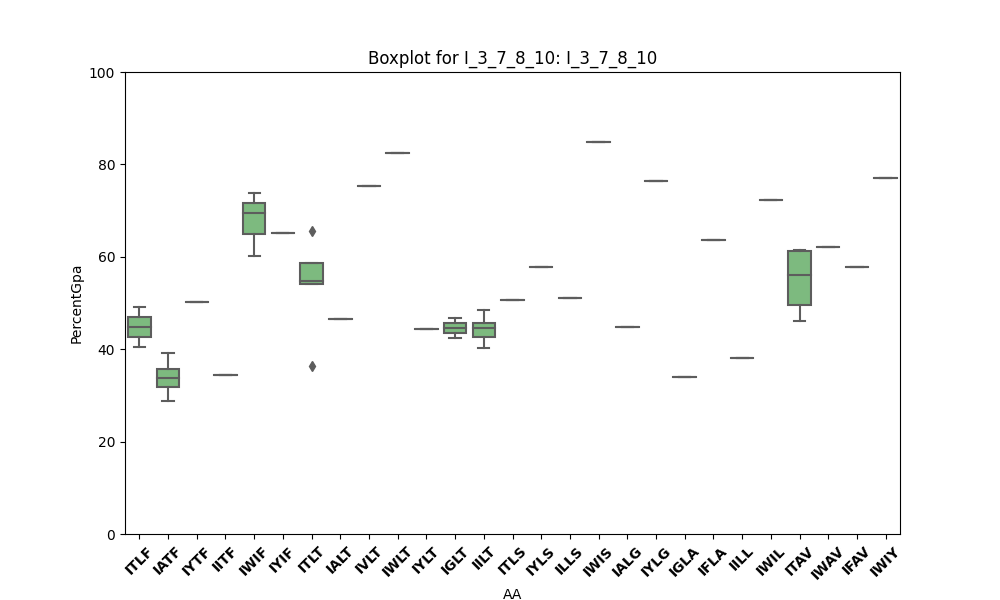 Boxplot for I_3_7_8_10: I_3_7_8_10
PercentGpa
100
80
60
40
20
0
ITLF IATF IYTF IITF IWIF IYIF ITLT IALT IVLT IWLT IYLT IGLT IILT ITLS IYLS ILLS IWIS IALG IYLG IGLA IFLA IILL IWIL ITAV IWAV IFAV IWIY
AA